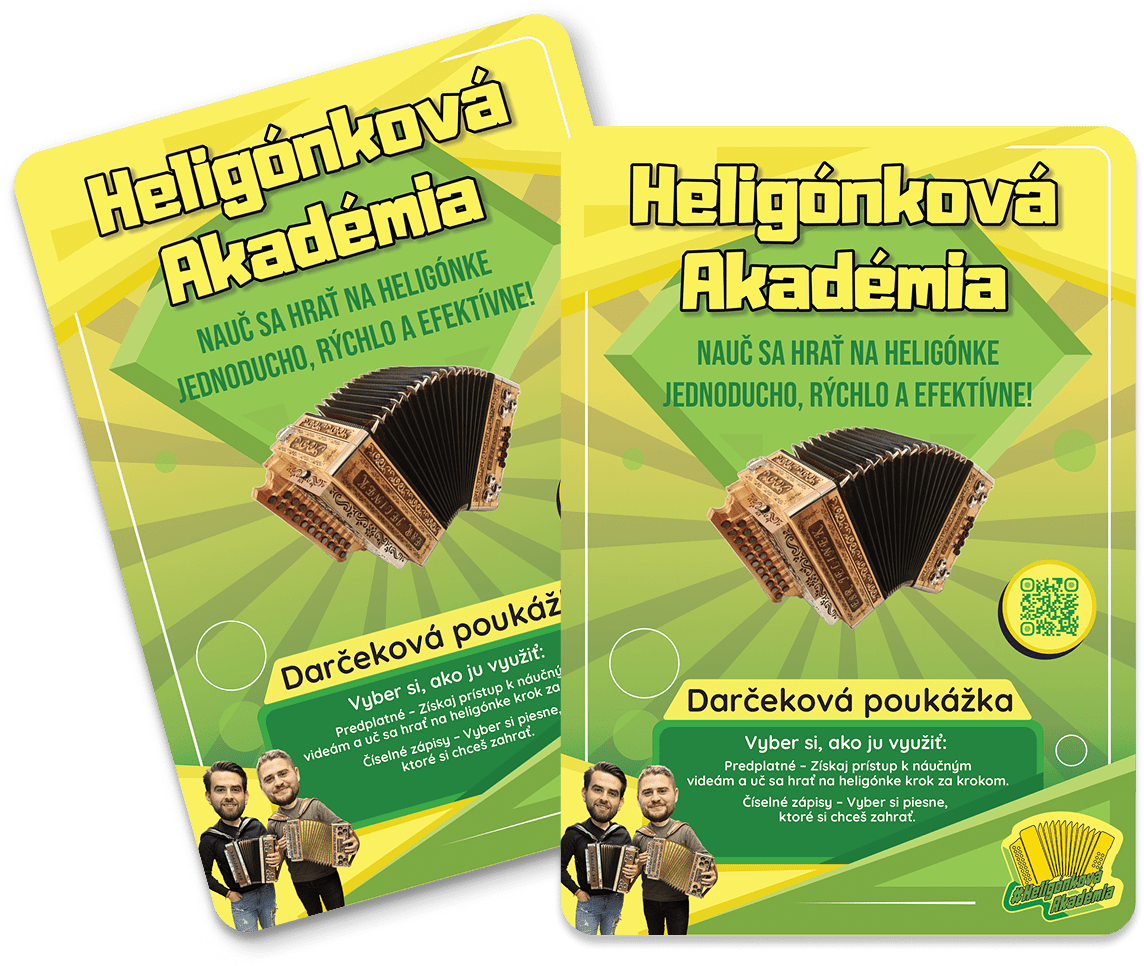 Heligónková
Akadémia
NAUČ SA HRAŤ NA HELIGÓNKE
JEDNODUCHO, RÝCHLO A EFEKTÍVNE!
Darčeková poukážk
Vyber si, ako ju využiť:
Predplatné – Získaj prístup k náučným
videám a uč sa hrať na heligónke krok za
Číselné zápisy – Vyber si piesne,
ktoré si chceš zahrať.
Heligónková
Akadémia
NAUČ SA HRAŤ NA HELIGÓNKE
JEDNODUCHO, RÝCHLO A EFEKTÍVNE!
Darčeková poukážka
Vyber si, ako ju využiť:
Predplatné – Získaj prístup k náučným
videám a uč sa hrať na heligónke krok za krokom.
Číselné zápisy – Vyber si piesne,
ktoré si chceš zahrať.
#Heligónková
Akadémia